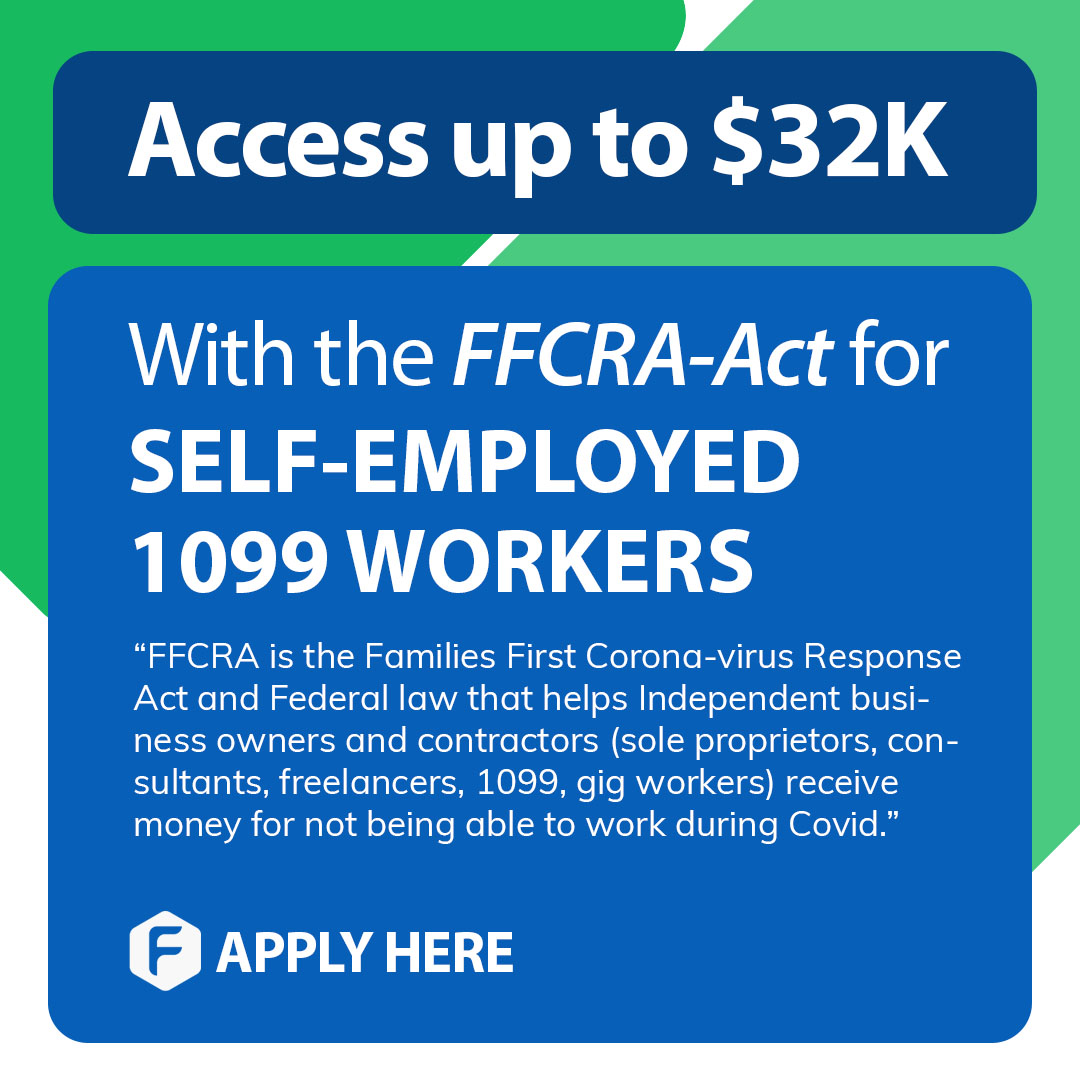 Access up to $32K
With the FFCRA-Act for
SELF-EMPLOYED
1099 WORKERS
“FFCRA is the Families First Corona-virus Response
Act and Federal law that helps Independent busi-
ness owners and contractors (sole proprietors, con-
sultants, freelancers, 1099, gig workers) receive
money for not being able to work during Covid.”
F APPLY HERE